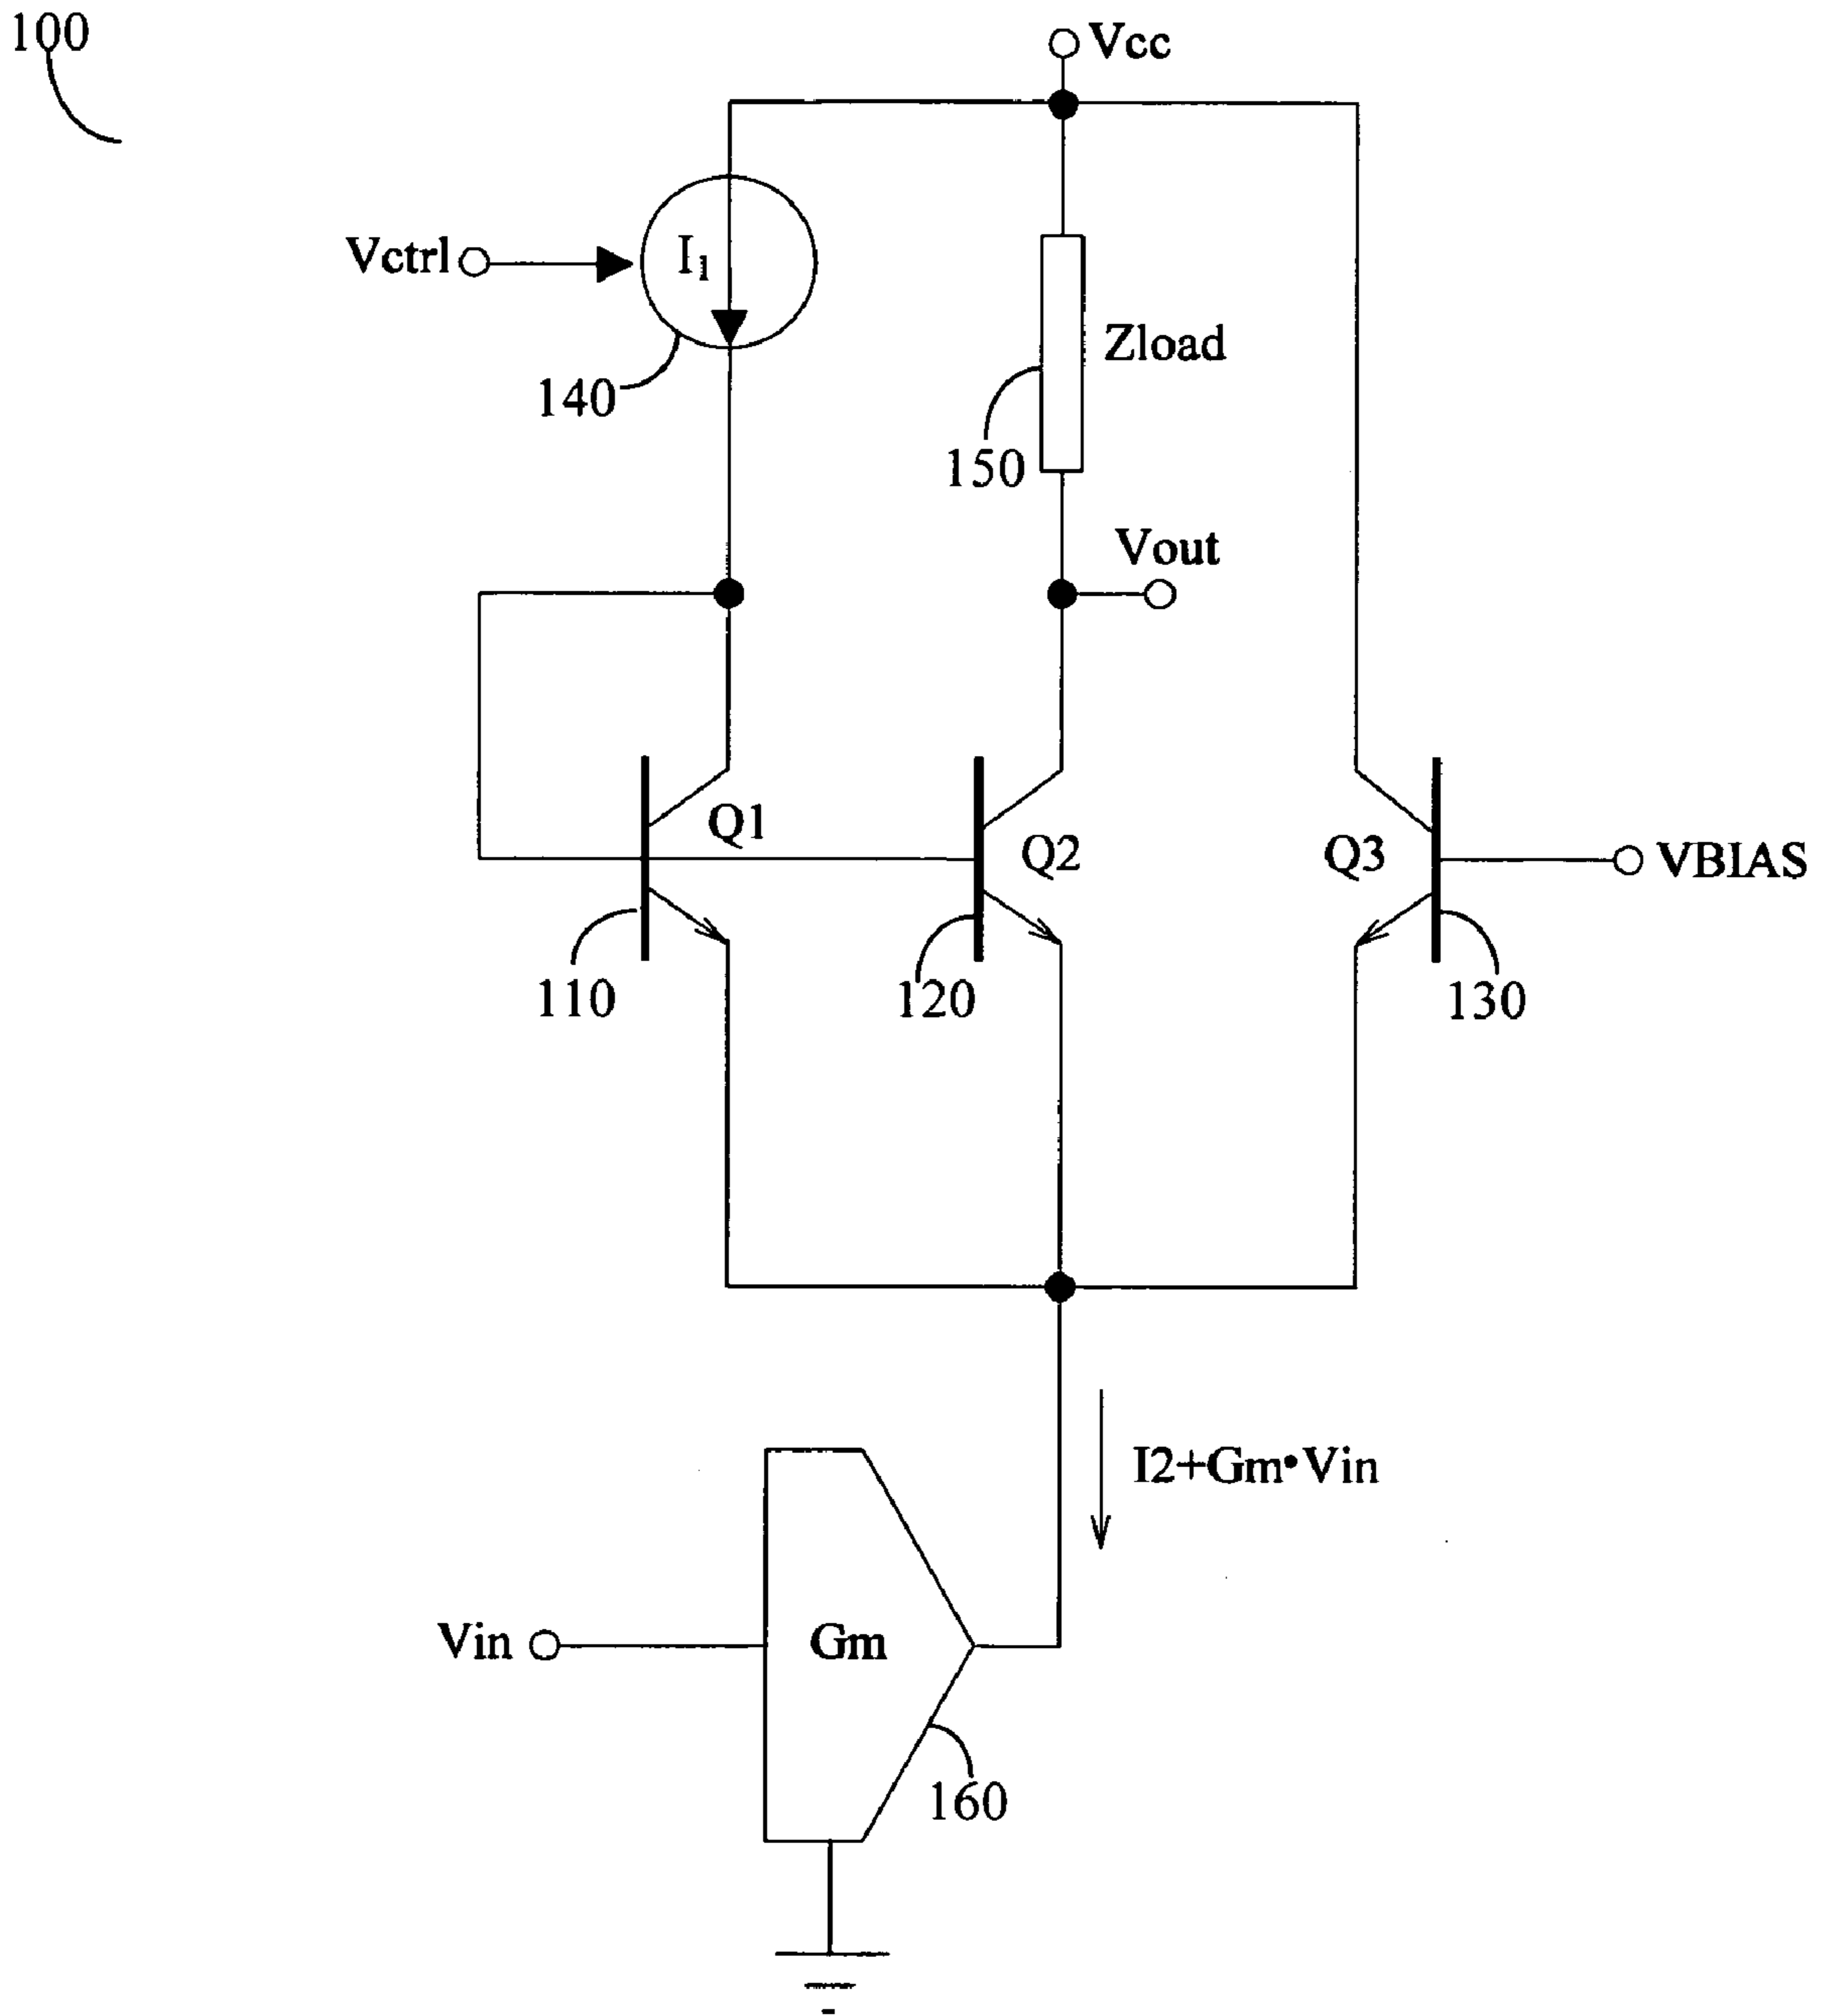 100
Vcc
Vctrl
I1
Zload
140
150
Vout
Q1
Q2
Q3
VBIAS
110
120
130
I2+Gm•Vin
Vin
Gm
160